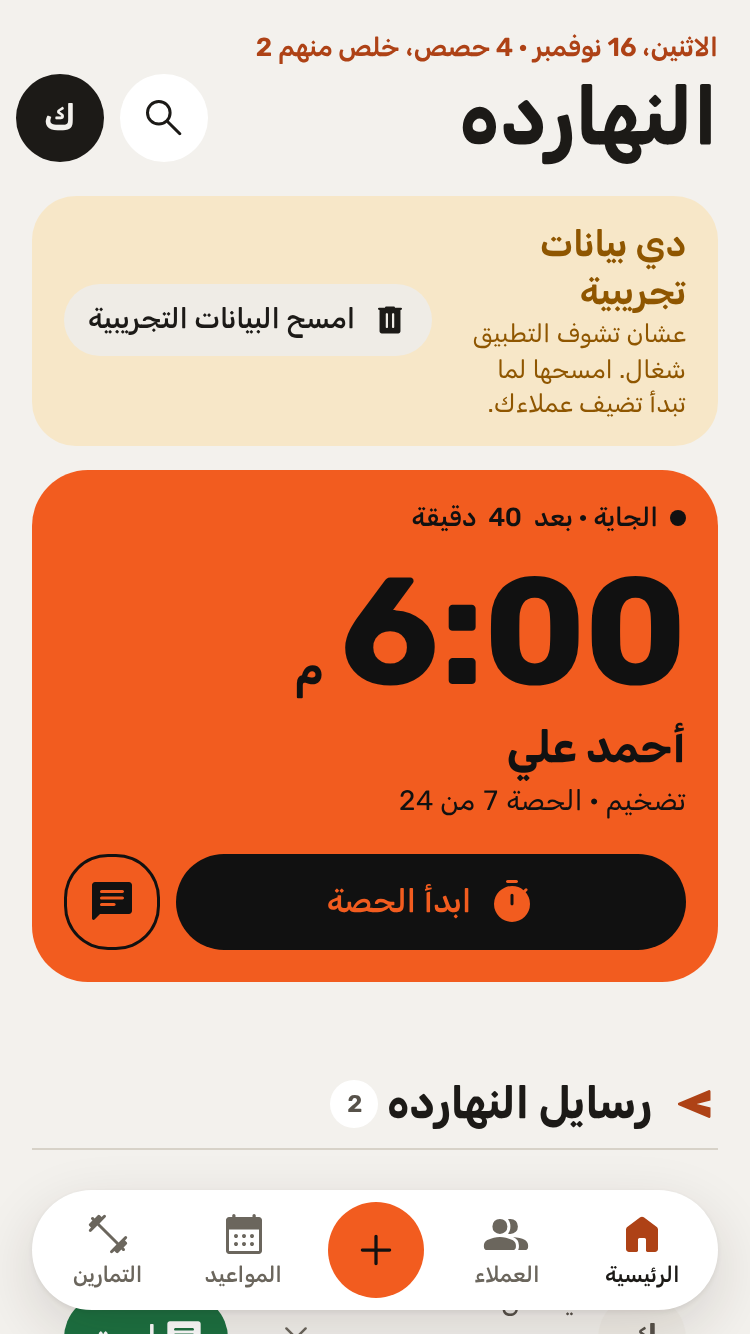 الاثنين، 16 نوفمبر • 4 حصص، خلص منهم 2
النهارده
ك
دي بيانات
تجريبية
عشان تشوف التطبيق
شغال. امسحها لما
تبدأ تضيف عملاءك.
امسح البيانات التجريبية
الجاية • بعد 40 دقيقة
6:00 م
أحمد علي
تضخيم • الحصة 7 من 24
ابدأ الحصة
رسايل النهارده 2
الرئيسية
العملاء
+
المواعيد
التمارين